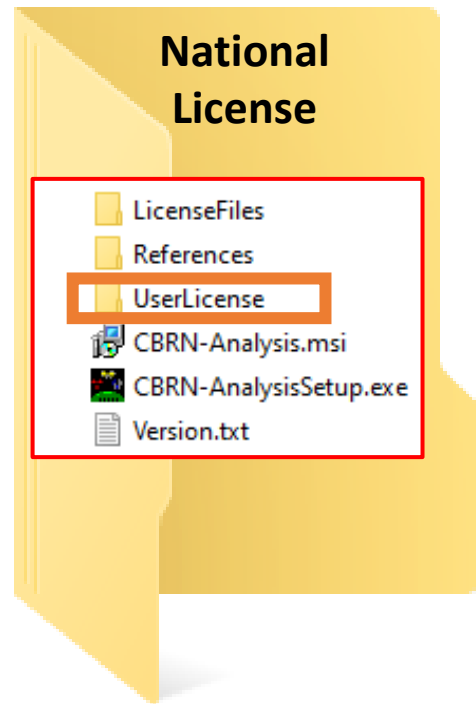 National
License
LicenseFiles
References
UserLicense
CBRN-Analysis.msi
CBRN-AnalysisSetup.exe
Version.txt